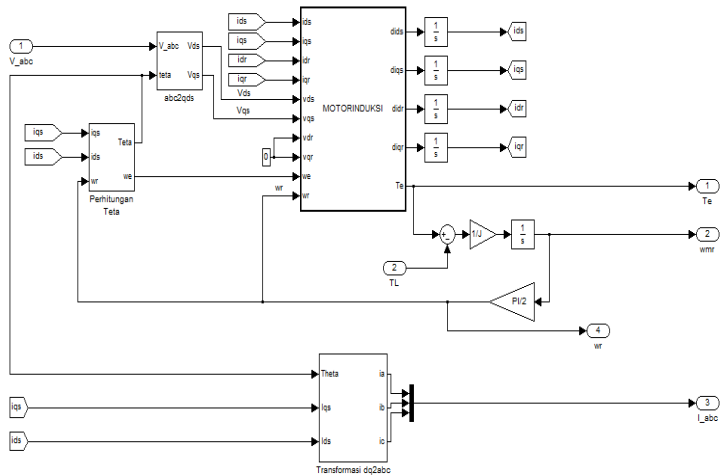 1
V_abc
V_abc
Vds
teta
Vqs
abc2qds
ids
iqs
idr
iqr
Vds
Vqs
0
wr
ids
iqs
idr
iqr
vds
vqs
vdr
vqr
we
wr
MOTORINDUKSI
dids
diqs
didr
diqr
Te
1
s
ids
1
s
iqs
1
s
idr
1
s
iqr
iqs
ids
iqs
ids
wr
Teta
we
Perhitungan
Teta
1
Te
+
-
1/J
1
s
2
wmr
2
TL
PI/2
4
wr
iqs
ids
Theta
Iqs
Ids
ia
ib
ic
Transformasi dq2abc
3
I_abc